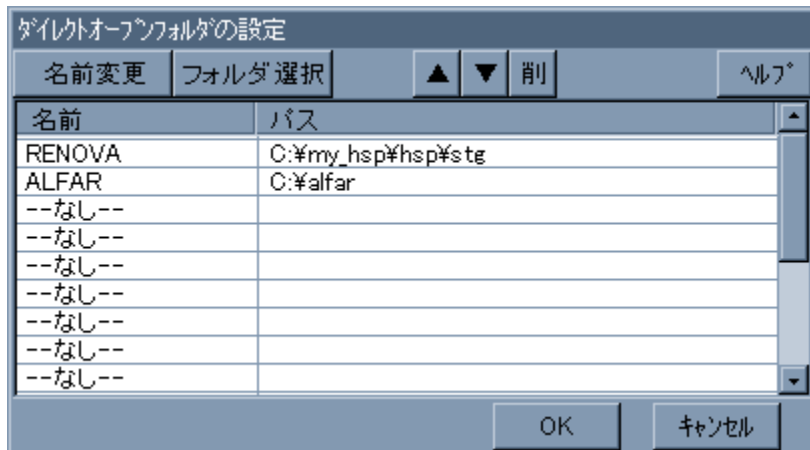 ﾀﾞｲﾚｸﾄｵｰﾌﾟﾝﾌｫﾙﾀﾞの設定
名前変更 フォルダ選択 ▲ ▼ 削 ﾍﾙﾌﾟ
名前 パス
RENOVA C:¥my_hsp¥hsp¥stg
ALFAR C:¥alfar
--なし--
--なし--
--なし--
--なし--
--なし--
--なし--
--なし--
OK ｷｬﾝｾﾙ